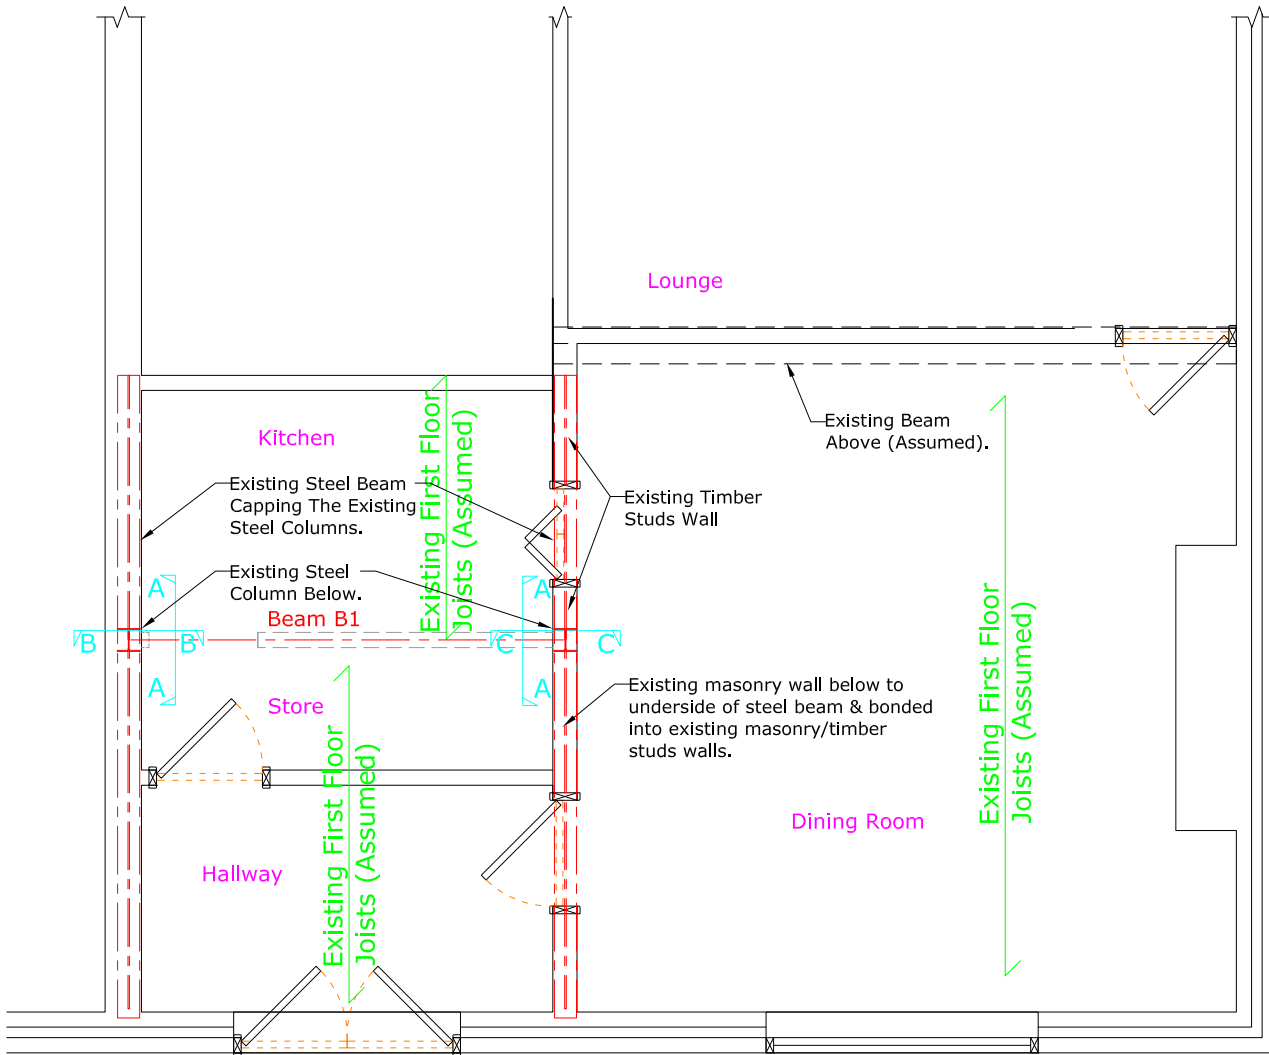 Lounge
Existing Beam
Above (Assumed).
Kitchen
Existing First Floor
Joists (Assumed)
Existing Steel Beam
Capping The Existing
Steel Columns.
Existing Timber
Studs Wall
Existing Steel
Column Below.
A
A
Beam B1
B
B
C
C
A
A
Existing First Floor
Joists (Assumed)
Store
Existing masonry wall below to
underside of steel beam & bonded
into existing masonry/timber
studs walls.
Existing First Floor
Joists (Assumed)
Dining Room
Hallway